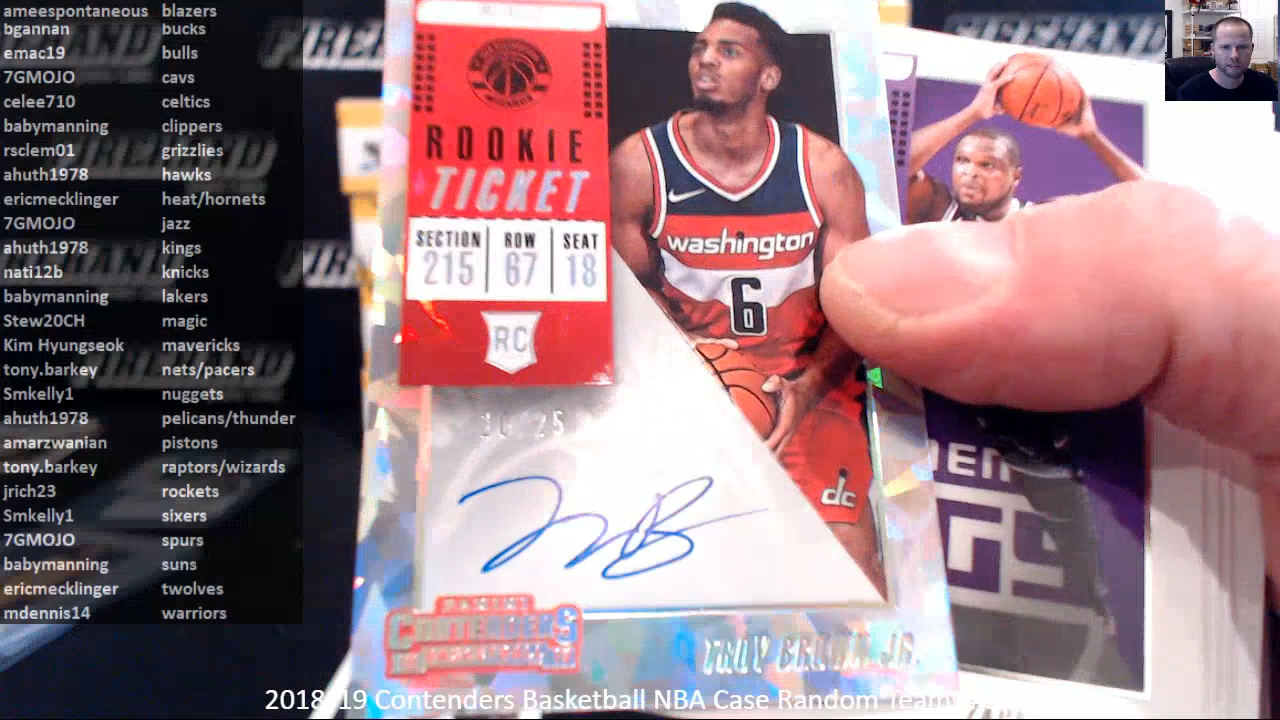 ameespontaneous blazers
bgannan bucks
emac19 bulls
7GMOJO cavs
celee710 celtics
babymanning clippers
rsclem01 grizzlies
ahuth1978 hawks
ericmecklinger heat/hornets
7GMOJO jazz
ahuth1978 kings
nati12b knicks
babymanning lakers
Stew20CH magic
Kim Hyungseok mavericks
tony.barkey nets/pacers
Smkelly1 nuggets
ahuth1978 pelicans/thunder
amarzwanian pistons
tony.barkey raptors/wizards
jrich23 rockets
Smkelly1 sixers
7GMOJO spurs
babymanning suns
ericmecklinger twolves
mdennis14 warriors
ROOKIE
TICKET
SECTION ROW SEAT
215 67 18
RC
washington
6
dc
PANINI
CONTENDERS
TROY BROWN JR.
2018-19 Contenders Basketball NBA Case Random Teams